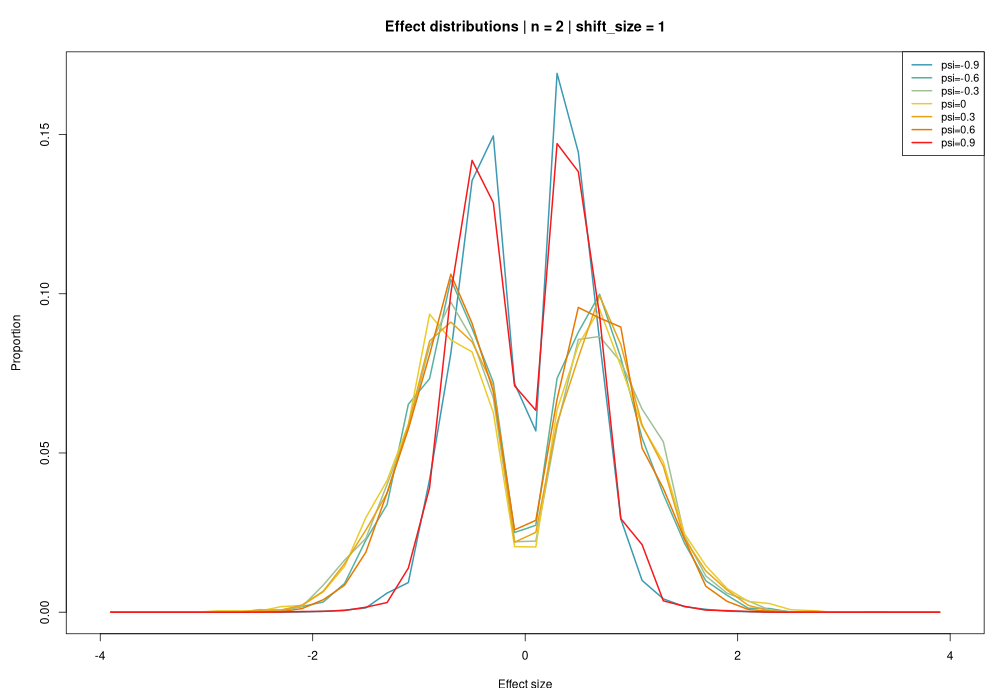 Effect distributions | n = 2 | shift_size = 1
psi=-0.9
psi=-0.6
psi=-0.3
psi=0
psi=0.3
psi=0.6
psi=0.9
Proportion
0.15
0.10
0.05
0.00
-4
-2
0
2
4
Effect size